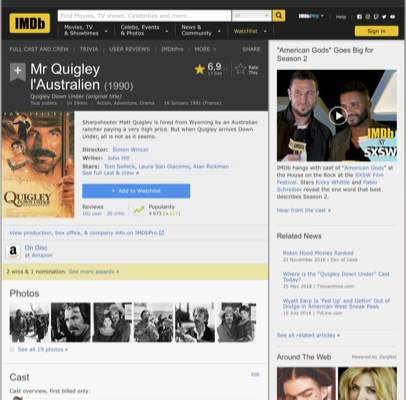 IMDb
Find Movies, TV shows, Celebrities and more...
All
IMDbPro
Help
Movies, TV
& Showtimes
Celebs, Events
& Photos
News &
Community
Watchlist
Sign in
FULL CAST AND CREW | TRIVIA | USER REVIEWS | IMDbPro | MORE
SHARE
Mr Quigley
l'Australien (1990)
Quigley Down Under (original title)
Tous publics | 1h 59min | Action, Adventure, Drama | 16 January 1991 (France)
6,9
Rate
This
TOM SELLECK
QUIGLEY
DOWN UNDER
Sharpshooter Matt Quigley is hired from Wyoming by an Australian
rancher paying a very high price. But when Quigley arrives Down
Under, all is not as it seems.
Director: Simon Wincer
Writer: John Hill
Stars: Tom Selleck, Laura San Giacomo, Alan Rickman |
See full cast & crew »
+ Add to Watchlist
Reviews
102 user | 20 critic
Popularity
View production, box office, & company info on IMDbPro
On Disc
at Amazon
2 wins & 1 nomination. See more awards »
Photos
See all 19 photos »
Cast
Edit
Cast overview, first billed only:
"American Gods" Goes Big for
Season 2
IMDb
at
SXSW
IMDb hangs with cast of "American Gods" at
the House on the Rock at the SXSW Film
Festival. Stars Ricky Whittle and Pablo
Schreiber reveal the one word that best
describes Season 2.
Hear from the cast »
Related News
Robin Hood Movies Ranked
21 November 2018 | Den of Geek
Where is the "Quigley Down Under" Cast
Today?
25 May 2018 | TVovermind.com
Wyatt Earp Is 'Fed Up' and Gettin' Out of
Dodge in American West Sneak Peek
15 July 2016 | TVLine.com
See all related articles »
Around The Web
Powered by ZergNet